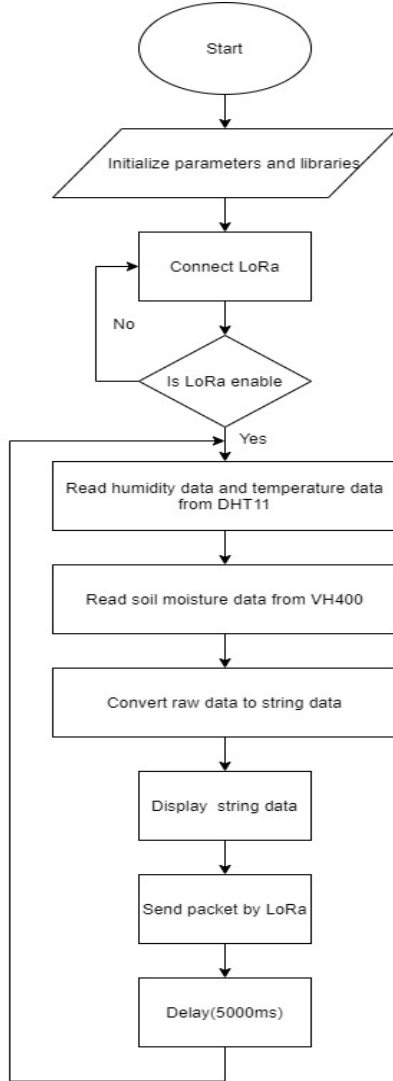 Start
Initialize parameters and libraries
Connect LoRa
No
Is LoRa enable
Yes
Read humidity data and temperature data
from DHT11
Read soil moisture data from VH400
Convert raw data to string data
Display string data
Send packet by LoRa
Delay(5000ms)